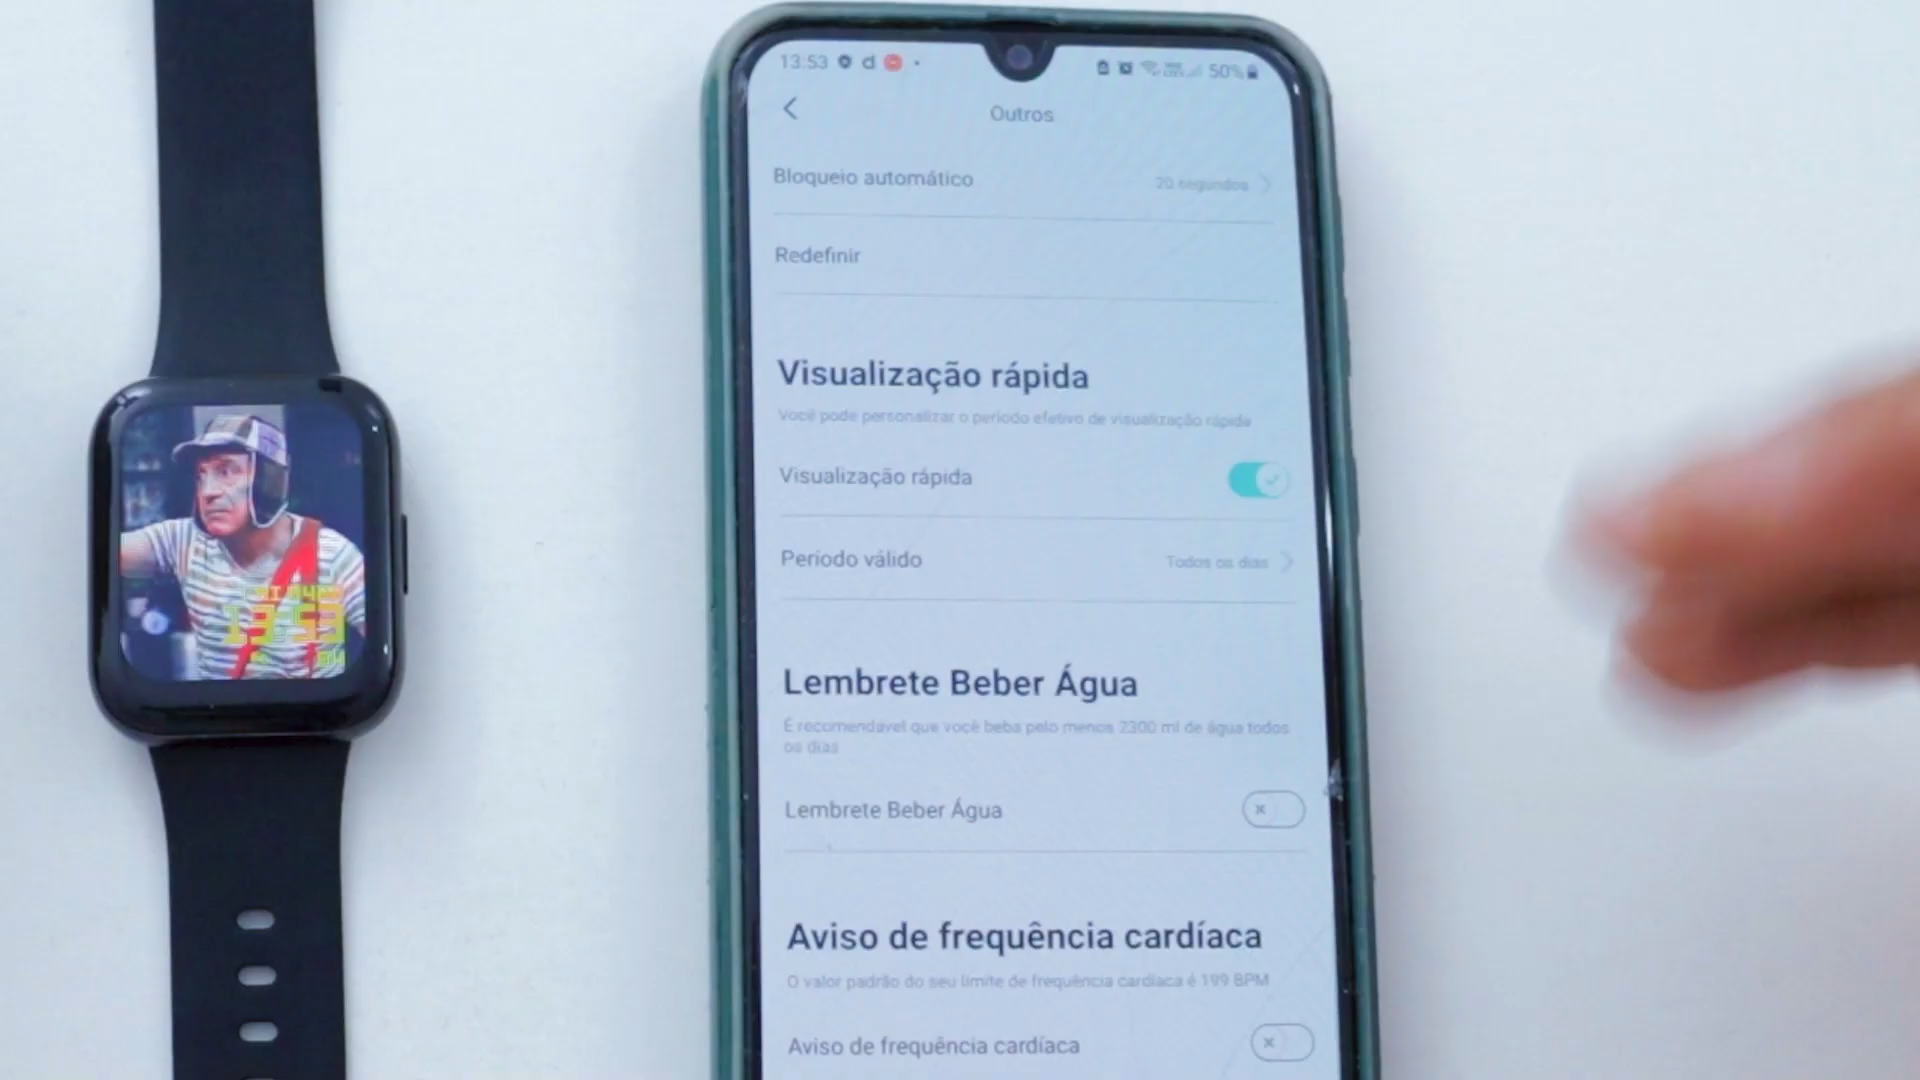 13:53
50%
Outros
Bloqueio automático
20 segundos
Redefinir
Visualização rápida
Você pode personalizar o período efetivo de visualização rápida
Visualização rápida
Período válido
Todos os dias
Lembrete Beber Água
É recomendável que você beba pelo menos 2300 ml de água todos
os dias
Lembrete Beber Água
Aviso de frequência cardíaca
O valor padrão do seu limite de frequência cardíaca é 199 BPM
Aviso de frequência cardíaca
13:53